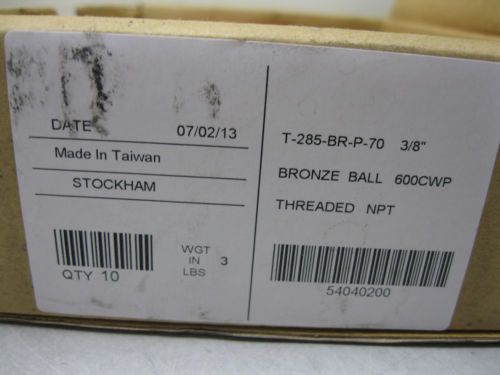 DATE 07/02/13
Made In Taiwan
STOCKHAM
QTY 10
WGT
IN
LBS
3
T-285-BR-P-70 3/8"
BRONZE BALL 600CWP
THREADED NPT
54040200